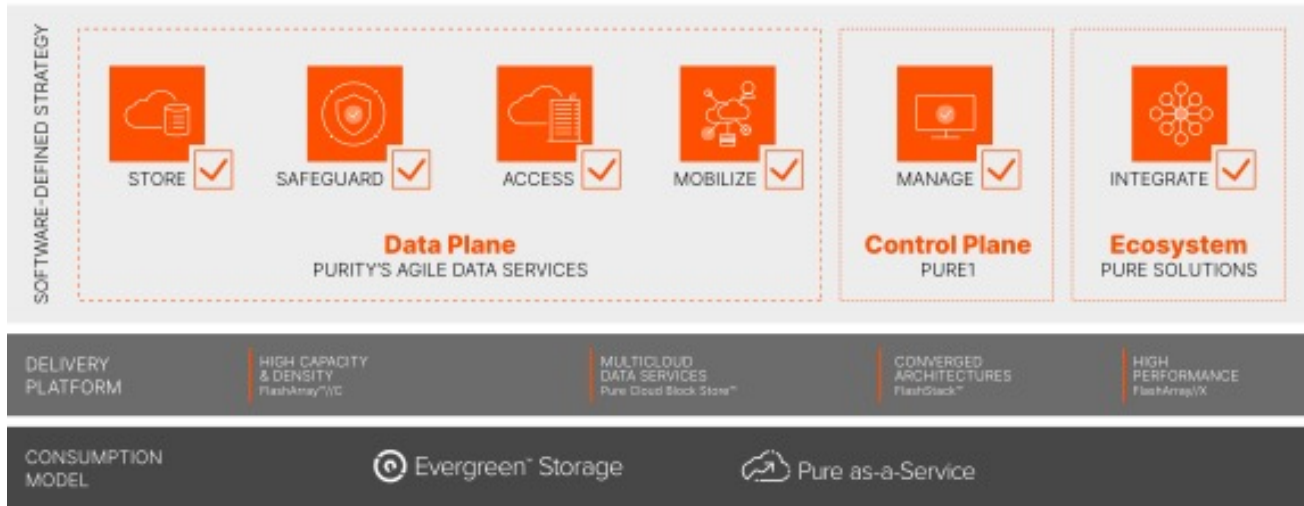 SOFTWARE-DEFINED STRATEGY
STORE
SAFEGUARD
ACCESS
MOBILIZE
Data Plane
PURITY'S AGILE DATA SERVICES
MANAGE
Control Plane
PURE1
INTEGRATE
Ecosystem
PURE SOLUTIONS
DELIVERY
PLATFORM
HIGH CAPACITY
& DENSITY
FlashArray™//C
MULTICLOUD
DATA SERVICES
Pure Cloud Block Store™
CONVERGED
ARCHITECTURES
FlashStack™
HIGH
PERFORMANCE
FlashArray//X
CONSUMPTION
MODEL
Evergreen™ Storage
Pure as-a-Service